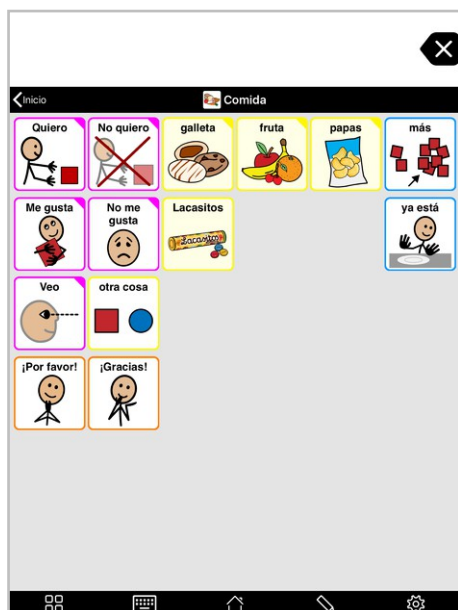 Inicio
Comida
Quiero
No quiero
galleta
fruta
papas
más
Me gusta
No me
gusta
Lacasitos
Lacasitos
ya está
Veo
otra cosa
¡Por favor!
¡Gracias!